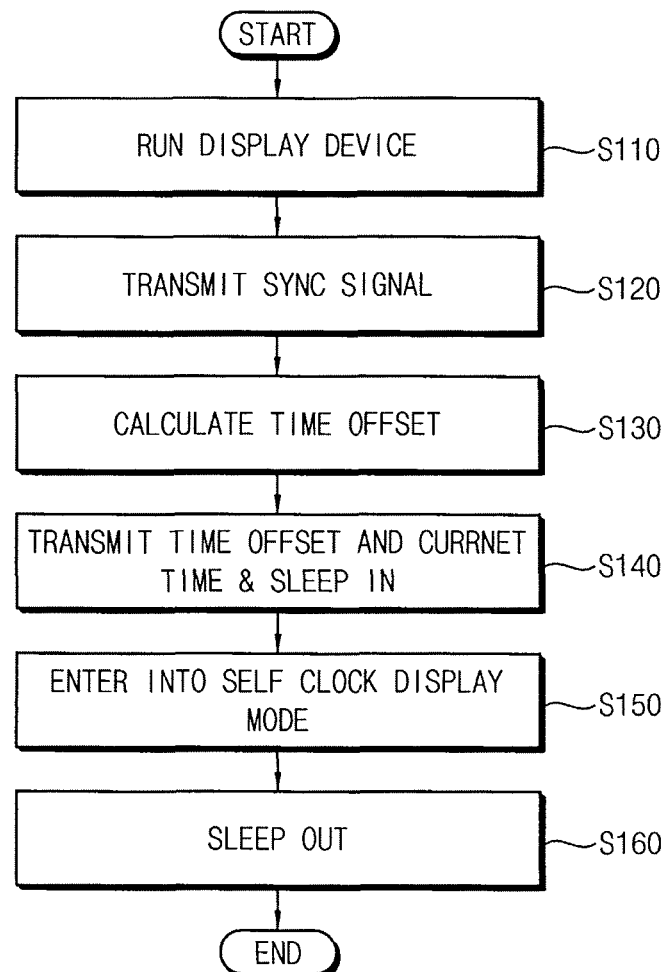 START
RUN DISPLAY DEVICE
S110
TRANSMIT SYNC SIGNAL
S120
CALCULATE TIME OFFSET
S130
TRANSMIT TIME OFFSET AND CURRNET
TIME & SLEEP IN
S140
ENTER INTO SELF CLOCK DISPLAY
MODE
S150
SLEEP OUT
S160
END